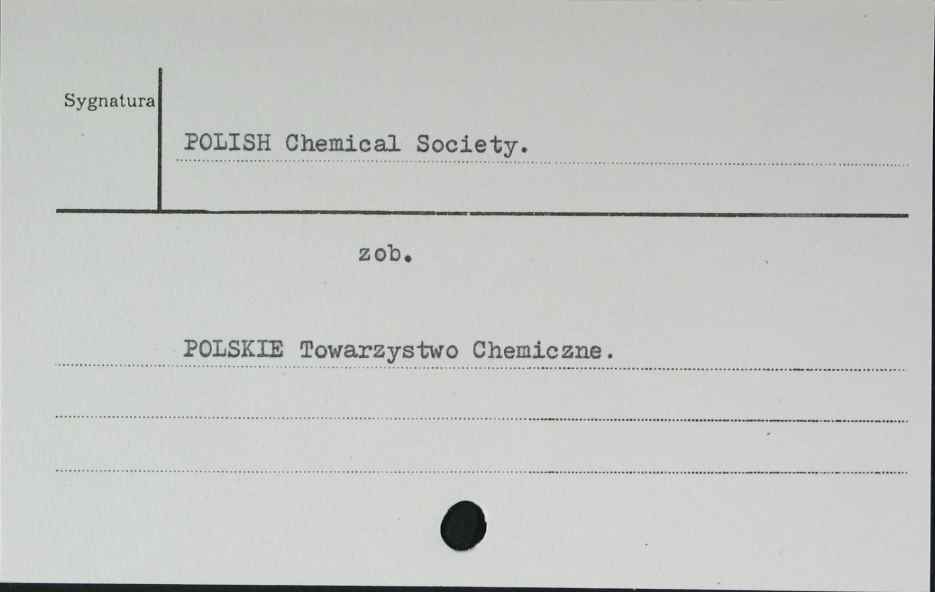 Sygnatura
POLISH Chemical Society.
zob.
POLSKIE Towarzystwo Chemiczne.